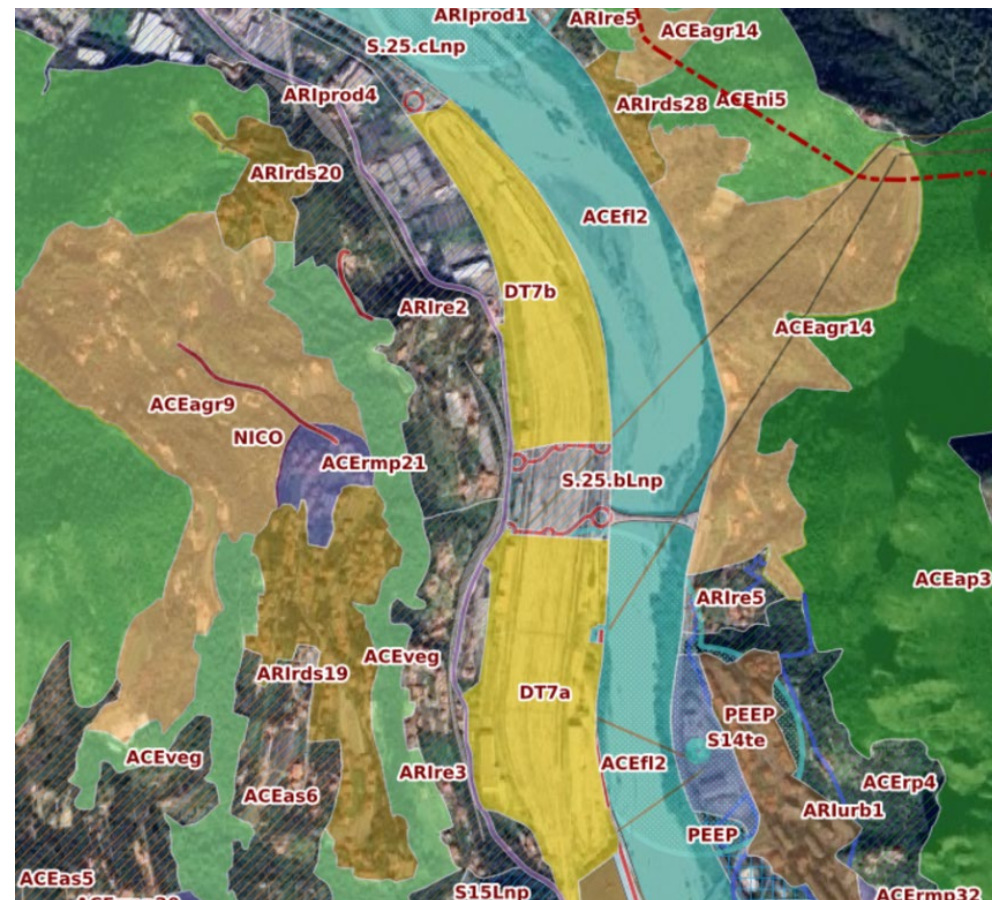 ARIprod1
ARIre5
ACEagr14
S.25.cLnp
ARIprod4
ARIrds28
ACEni5
ARIrds20
ACEfl2
DT7b
ARIre2
ACEagr14
ACEagr9
NICO
ACErmp21
S.25.bLnp
ACEap3
ARIre5
ACEveg
ARIrds19
DT7a
PEEP
S14te
ACEveg
ARIre3
ACEfl2
ACErp4
ACEas6
ARIurb1
PEEP
ACEas5
S15Lnp
ACErmp32